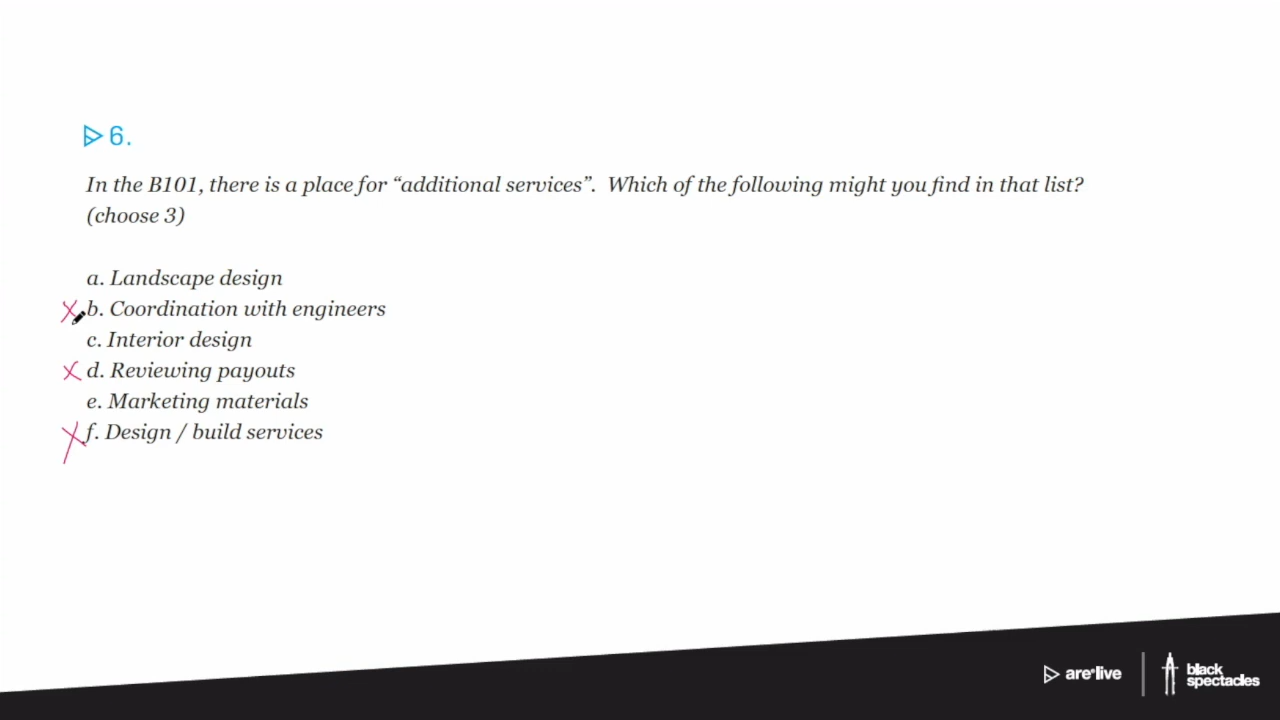 6.
In the B101, there is a place for “additional services”.  Which of the following might you find in that list?
(choose 3)
a. Landscape design
b. Coordination with engineers
c. Interior design
d. Reviewing payouts
e. Marketing materials
f. Design / build services
are®live
black
spectacles